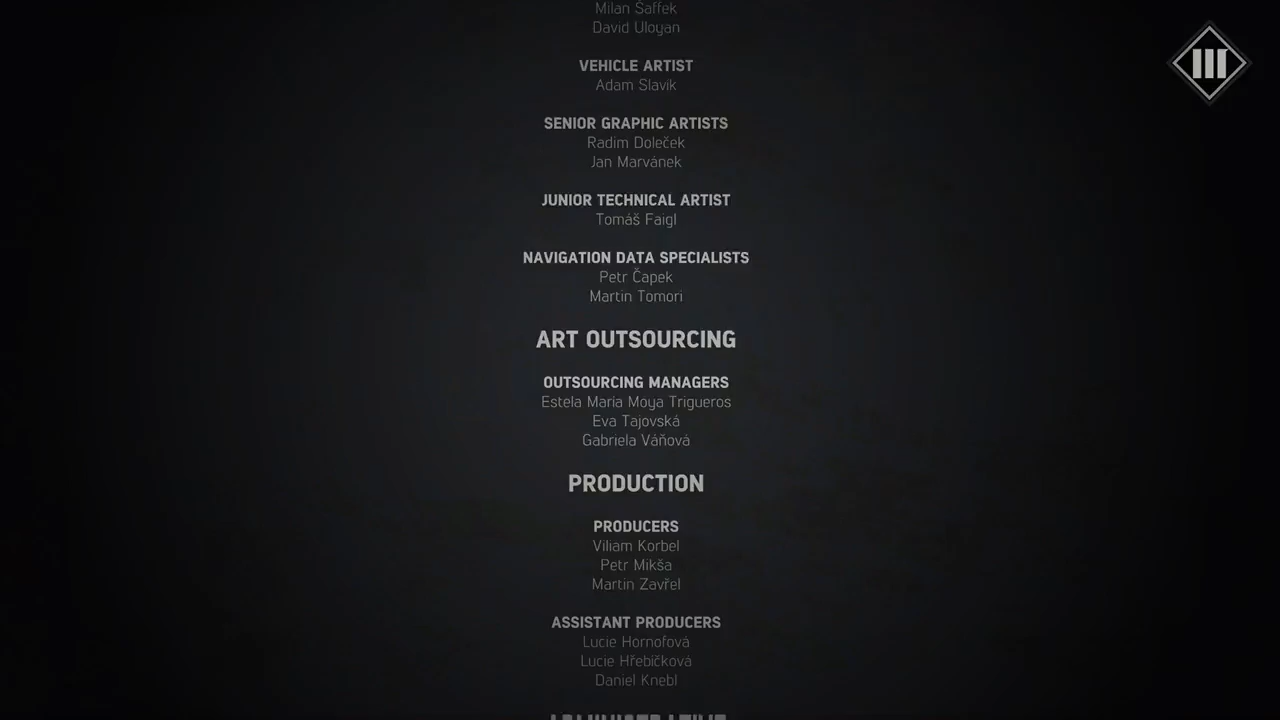 Milan Šaffek
David Uloyan
VEHICLE ARTIST
Adam Slavík
SENIOR GRAPHIC ARTISTS
Radim Doleček
Jan Marvánek
JUNIOR TECHNICAL ARTIST
Tomáš Faigl
NAVIGATION DATA SPECIALISTS
Petr Čapek
Martin Tomori
ART OUTSOURCING
OUTSOURCING MANAGERS
Estela Maria Moya Trigueros
Eva Tajovská
Gabriela Váňová
PRODUCTION
PRODUCERS
Viliam Korbel
Petr Mikša
Martin Zavřel
ASSISTANT PRODUCERS
Lucie Hornofová
Lucie Hřebíčková
Daniel Knebl